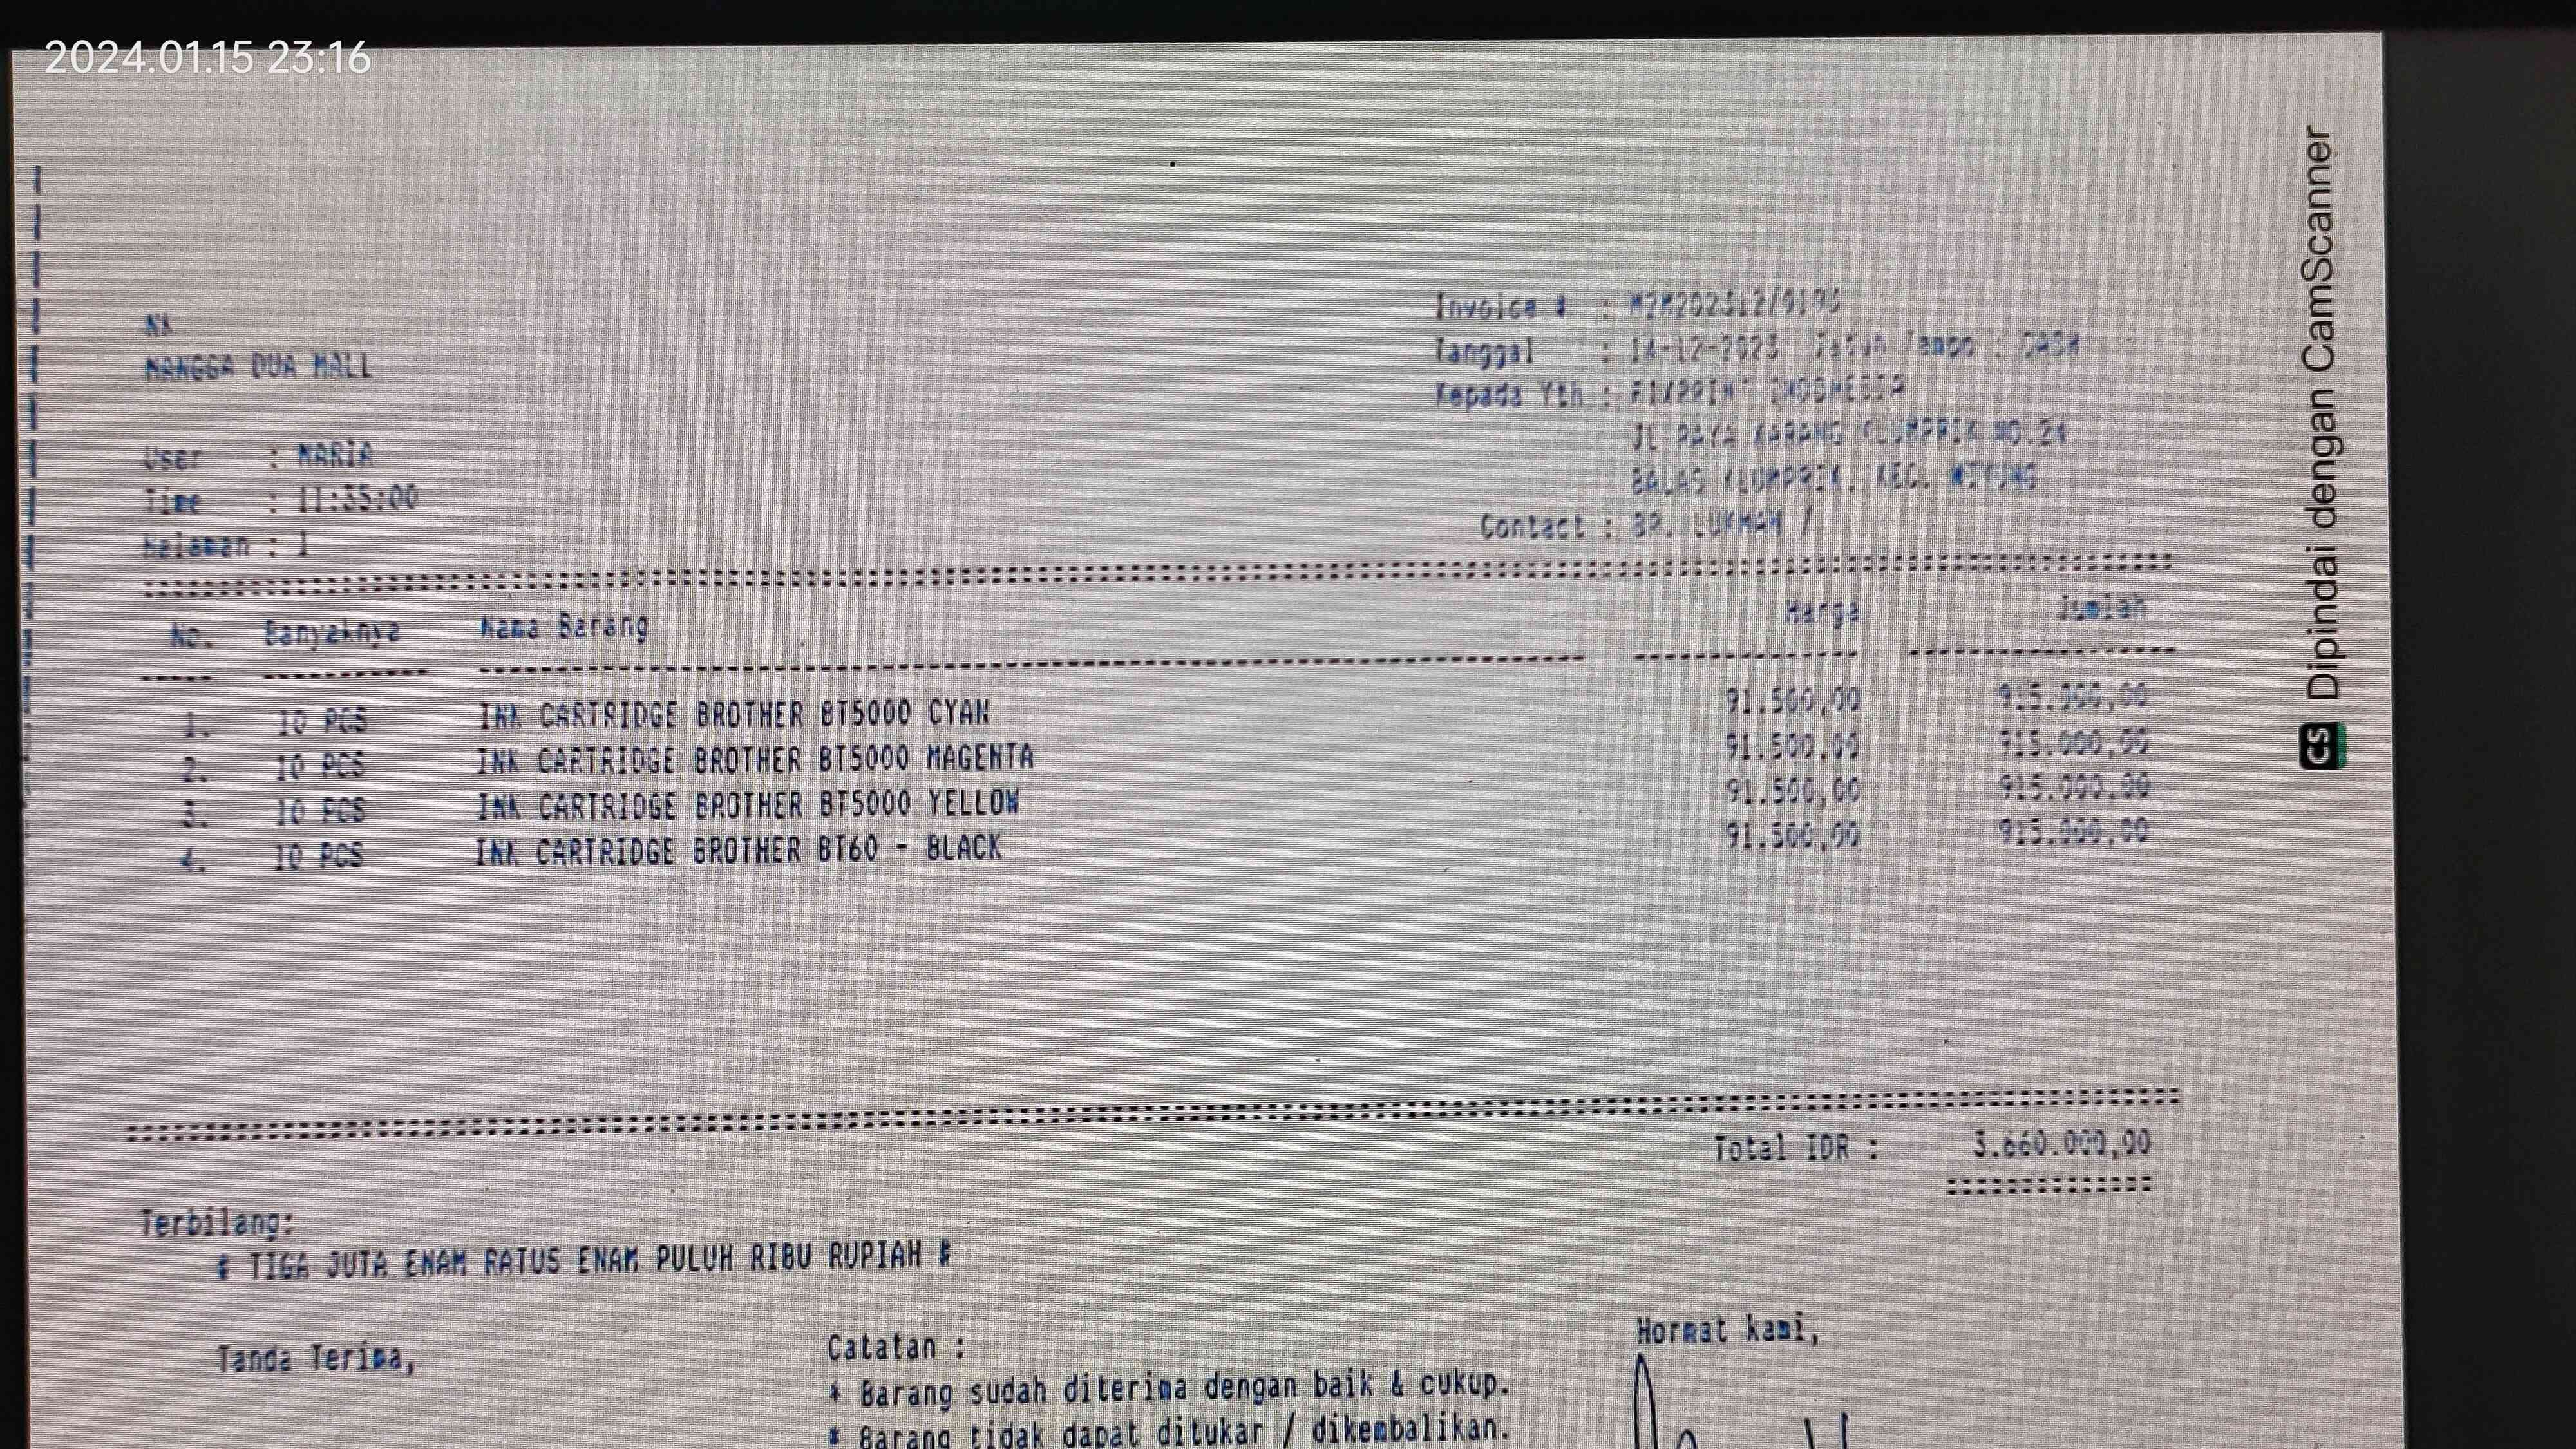 2024.01.15 23:16
NK
MANGGA DUA MALL
User : MARIA
Time : 11:35:00
Halaman : 1
Invoice # : M2M202312/0193
Tanggal : 14-12-2023 Jatuh Tempo : CASH
Kepada Yth : INDONESIA
JL RAYA KARANG KLUMPRIK NO.24
BALAS KLUMPRIK, KEC. WIYUNG
Contact : BP. LUKMAN /
No. Banyaknya Nama Barang Harga Jumlah
1. 10 PCS INK CARTRIDGE BROTHER BT5000 CYAN 91.500,00 915.000,00
2. 10 PCS INK CARTRIDGE BROTHER BT5000 MAGENTA 91.500,00 915.000,00
3. 10 PCS INK CARTRIDGE BROTHER BT5000 YELLOW 91.500,00 915.000,00
4. 10 PCS INK CARTRIDGE BROTHER BT60 - BLACK 91.500,00 915.000,00
Total IDR : 3.660.000,00
Terbilang:
# TIGA JUTA ENAM RATUS ENAM PULUH RIBU RUPIAH #
Tanda Terima,
Catatan :
* Barang sudah diterima dengan baik & cukup.
* Barang tidak dapat ditukar / dikembalikan.
Hormat kami,
CS Dipindai dengan CamScanner